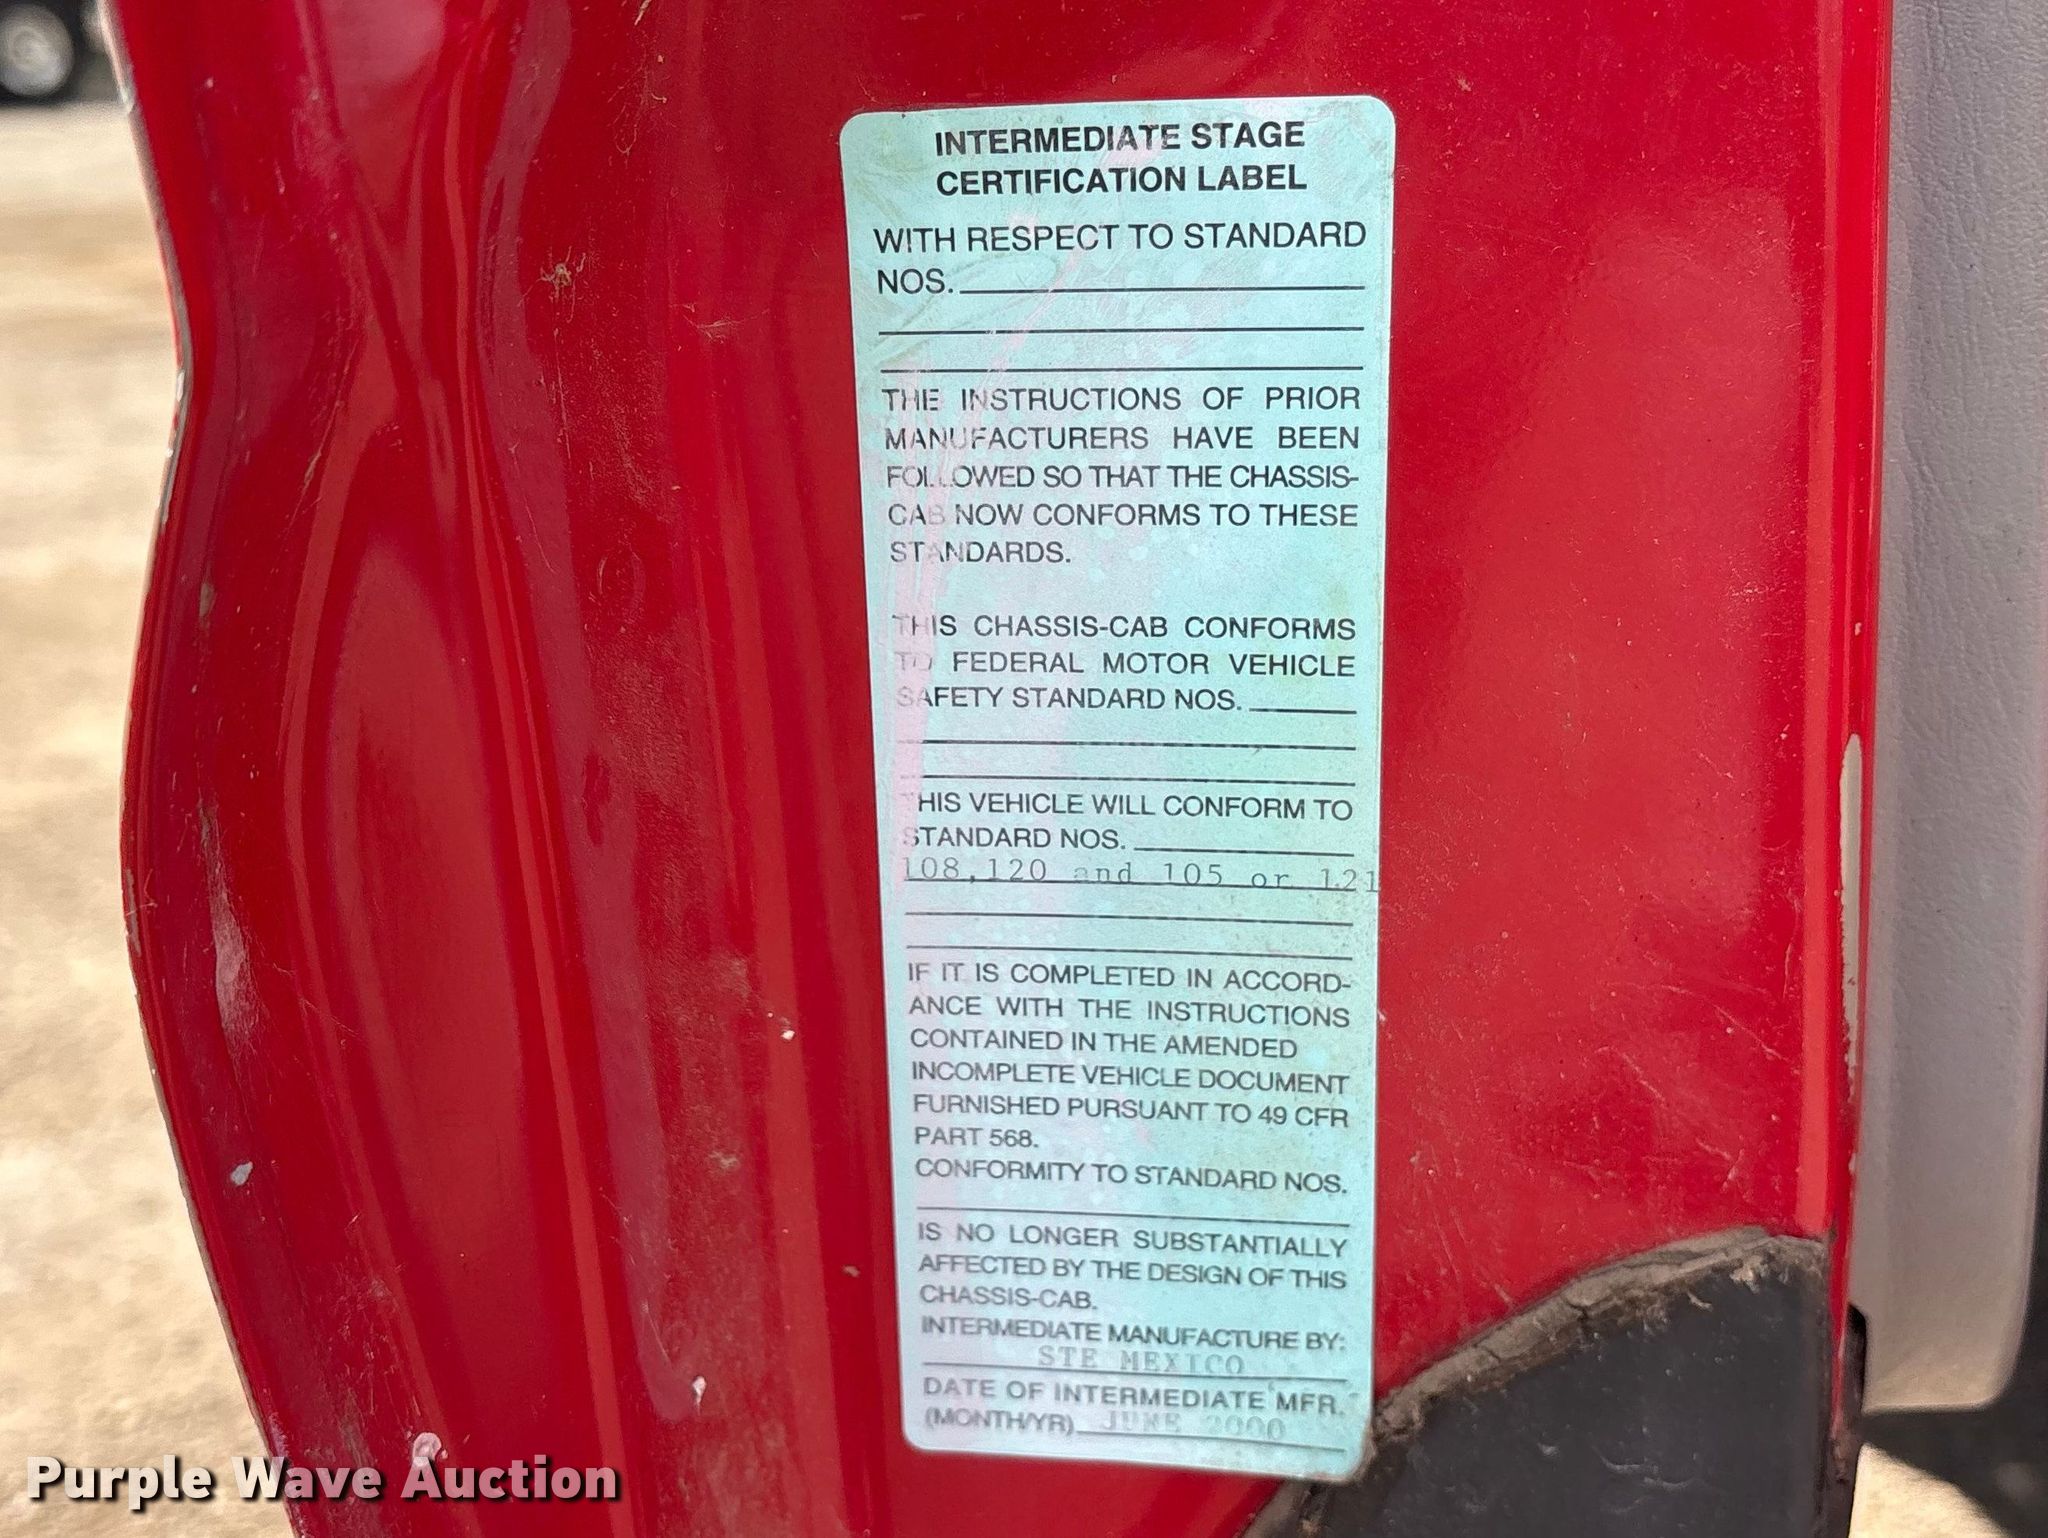 INTERMEDIATE STAGE
CERTIFICATION LABEL
WITH RESPECT TO STANDARD
NOS.
THE INSTRUCTIONS OF PRIOR
MANUFACTURERS HAVE BEEN
FOLLOWED SO THAT THE CHASSIS-
CAB NOW CONFORMS TO THESE
STANDARDS.
THIS CHASSIS-CAB CONFORMS
TO FEDERAL MOTOR VEHICLE
SAFETY STANDARD NOS.
THIS VEHICLE WILL CONFORM TO
STANDARD NOS.
108,120 and 105 or 121
IF IT IS COMPLETED IN ACCORD-
ANCE WITH THE INSTRUCTIONS
CONTAINED IN THE AMENDED
INCOMPLETE VEHICLE DOCUMENT
FURNISHED PURSUANT TO 49 CFR
PART 568.
CONFORMITY TO STANDARD NOS.
IS NO LONGER SUBSTANTIALLY
AFFECTED BY THE DESIGN OF THIS
CHASSIS-CAB.
INTERMEDIATE MANUFACTURE BY:
STE MEXICO
DATE OF INTERMEDIATE MFR.
(MONTH/YR) JUNE 2000
Purple Wave Auction